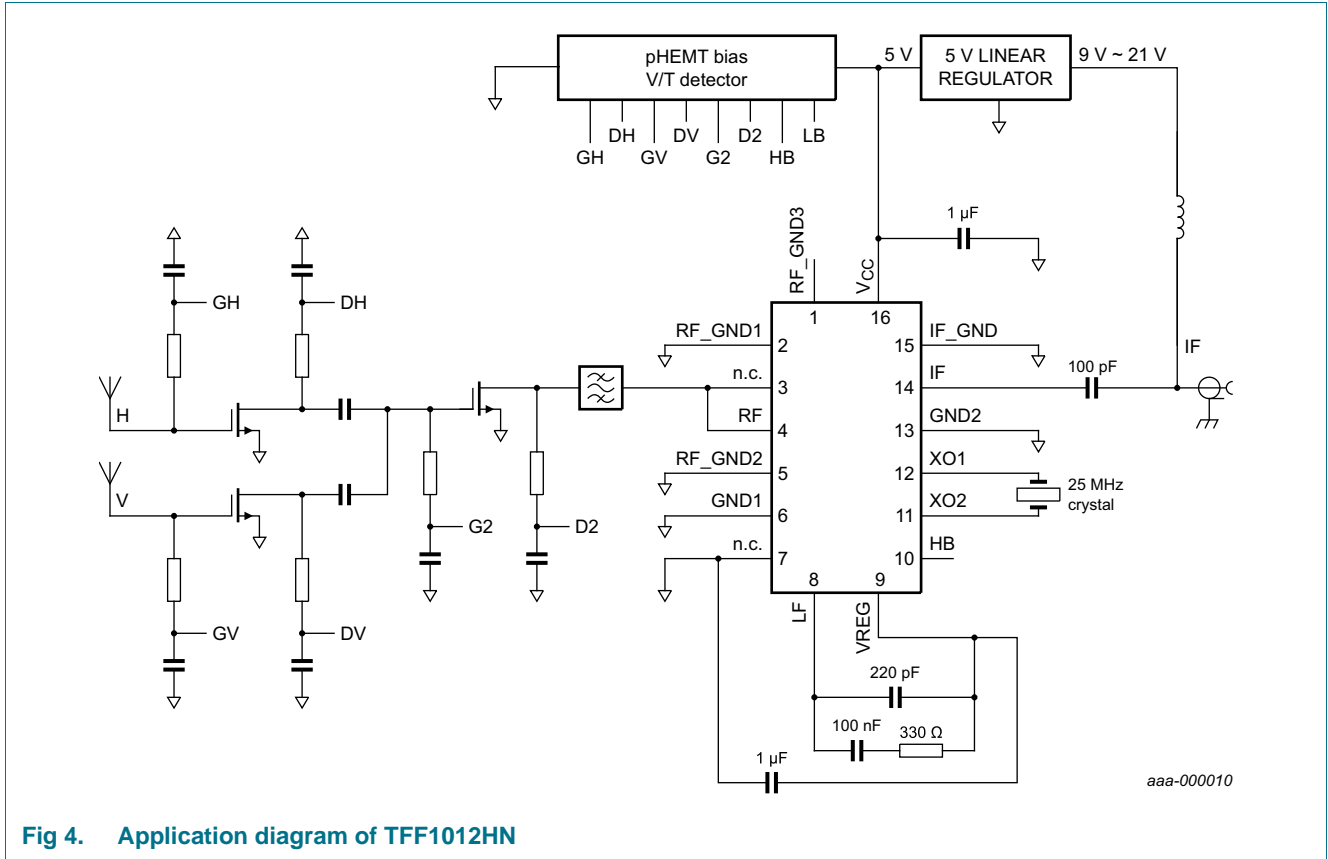 pHEMT bias
V/T detector
5 V
5 V LINEAR
REGULATOR
9 V ~ 21 V
GH
DH
GV
DV
G2
D2
HB
LB
RF_GND3
VCC
1 µF
GH
DH
H
V
GV
DV
G2
D2
RF_GND1
n.c.
RF
RF_GND2
GND1
n.c.
1
16
2
3
4
5
6
7
8
9
15
14
13
12
11
10
IF_GND
IF
GND2
XO1
XO2
HB
100 pF
IF
25 MHz
crystal
LF
VREG
220 pF
100 nF
330 Ω
1 µF
aaa-000010
Fig 4. Application diagram of TFF1012HN